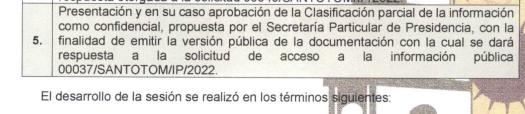 Presentación y en su caso aprobación de la Clasificación parcial de la información
como confidencial, propuesta por el Secretaría Particular de Presidencia, con la
5. finalidad de emitir la versión pública de la documentación con la cual se dará
respuesta a la solicitud de acceso a la información pública
00037/SANTOTOM/IP/2022.
El desarrollo de la sesión se realizó en los términos siguientes: